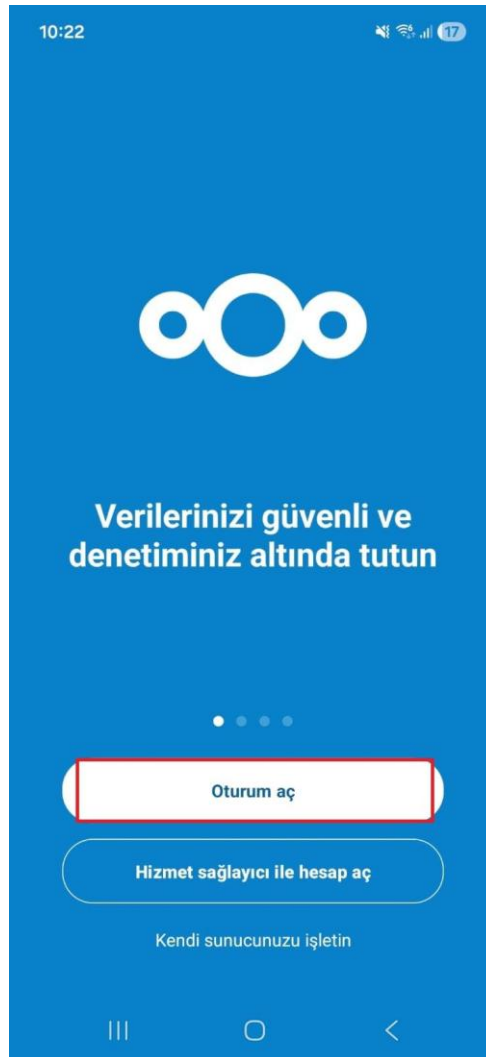 10:22
17
Verilerinizi güvenli ve
denetiminiz altında tutun
Oturum aç
Hizmet sağlayıcı ile hesap aç
Kendi sunucunuzu işletin